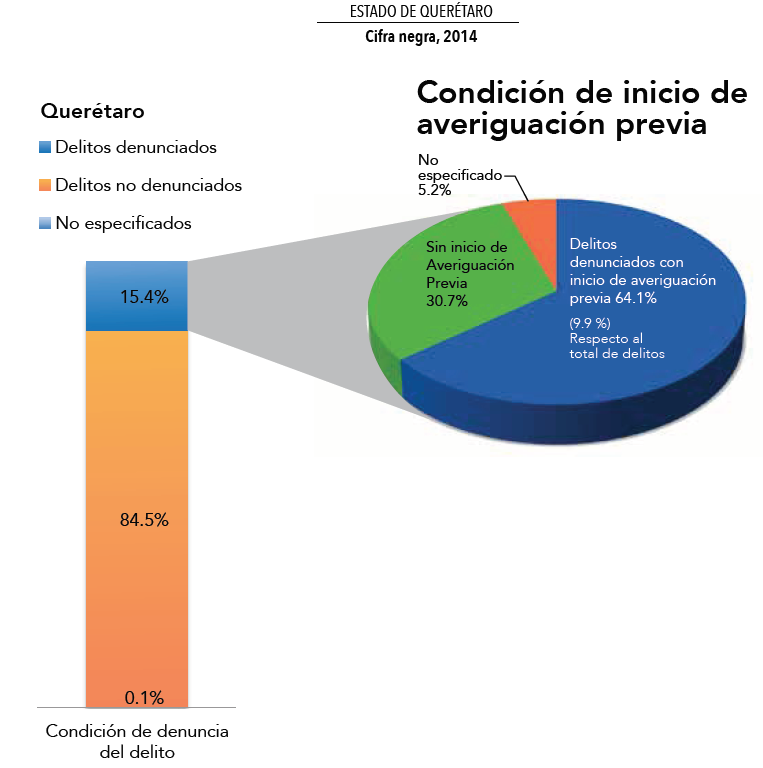 ESTADO DE QUERÉTARO
Cifra negra, 2014
Querétaro
Delitos denunciados
Delitos no denunciados
No especificados
15.4%
84.5%
0.1%
Condición de denuncia
del delito
Condición de inicio de
averiguación previa
No
especificado
5.2%
Sin inicio de
Averiguación
Previa
30.7%
Delitos
denunciados con
inicio de averiguación
previa 64.1%
(9.9 %)
Respecto al
total de delitos